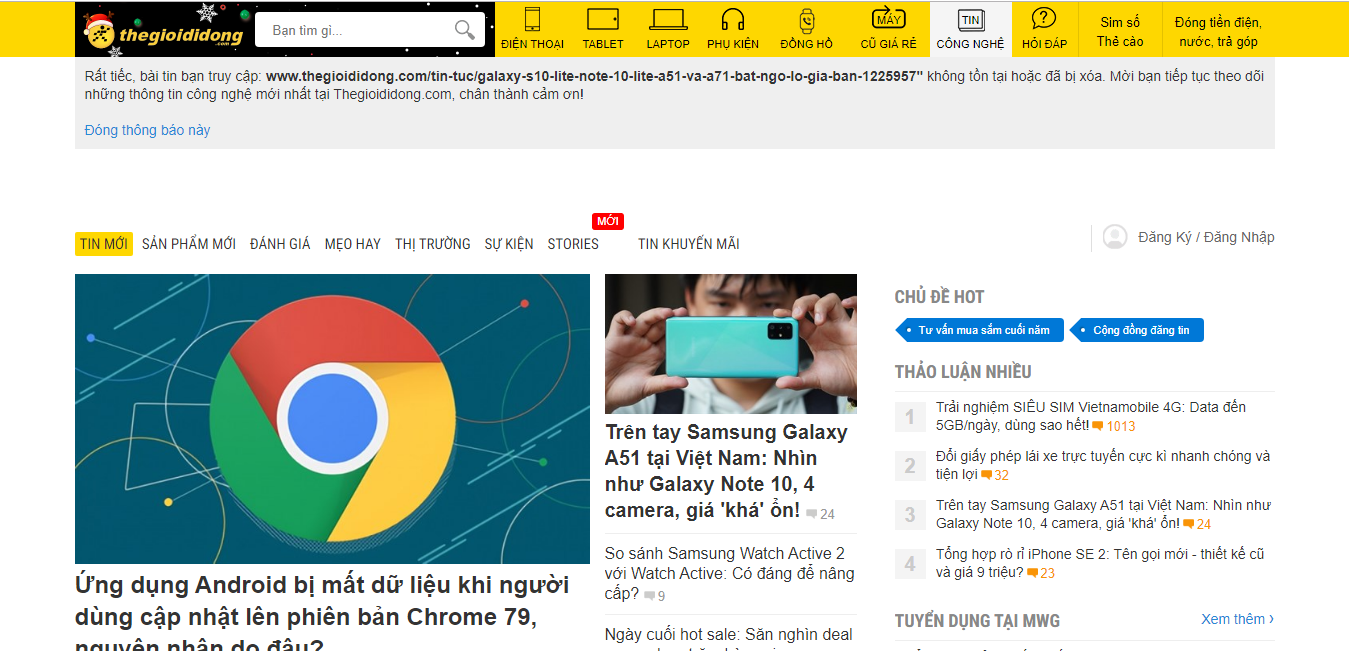 thegioididong
.com
Bạn tìm gì...
ĐIỆN THOẠI
TABLET
LAPTOP
PHỤ KIỆN
ĐỒNG HỒ
MÁY
CŨ GIÁ RẺ
TIN
CÔNG NGHỆ
?
HỎI ĐÁP
Sim số
Thẻ cào
Đóng tiền điện,
nước, trả góp
Rất tiếc, bài tin bạn truy cập: www.thegioididong.com/tin-tuc/galaxy-s10-lite-note-10-lite-a51-va-a71-bat-ngo-lo-gia-ban-1225957" không tồn tại hoặc đã bị xóa. Mời bạn tiếp tục theo dõi
những thông tin công nghệ mới nhất tại Thegioididong.com, chân thành cảm ơn!
Đóng thông báo này
MỚI
TIN MỚI
SẢN PHẨM MỚI
ĐÁNH GIÁ
MẸO HAY
THỊ TRƯỜNG
SỰ KIỆN
STORIES
TIN KHUYẾN MÃI
Đăng Ký / Đăng Nhập
Ứng dụng Android bị mất dữ liệu khi người
dùng cập nhật lên phiên bản Chrome 79,
nguyên nhân do đâu?
Trên tay Samsung Galaxy
A51 tại Việt Nam: Nhìn
như Galaxy Note 10, 4
camera, giá 'khá' ổn! 24
So sánh Samsung Watch Active 2
với Watch Active: Có đáng để nâng
cấp? 9
Ngày cuối hot sale: Săn nghìn deal
CHỦ ĐỀ HOT
Tư vấn mua sắm cuối năm
Cộng đồng đăng tin
THẢO LUẬN NHIỀU
1
Trải nghiệm SIÊU SIM Vietnamobile 4G: Data đến
5GB/ngày, dùng sao hết! 1013
2
Đổi giấy phép lái xe trực tuyến cực kì nhanh chóng và
tiện lợi 32
3
Trên tay Samsung Galaxy A51 tại Việt Nam: Nhìn như
Galaxy Note 10, 4 camera, giá 'khá' ổn! 24
4
Tổng hợp rò rỉ iPhone SE 2: Tên gọi mới - thiết kế cũ
và giá 9 triệu? 23
TUYỂN DỤNG TẠI MWG
Xem thêm ›